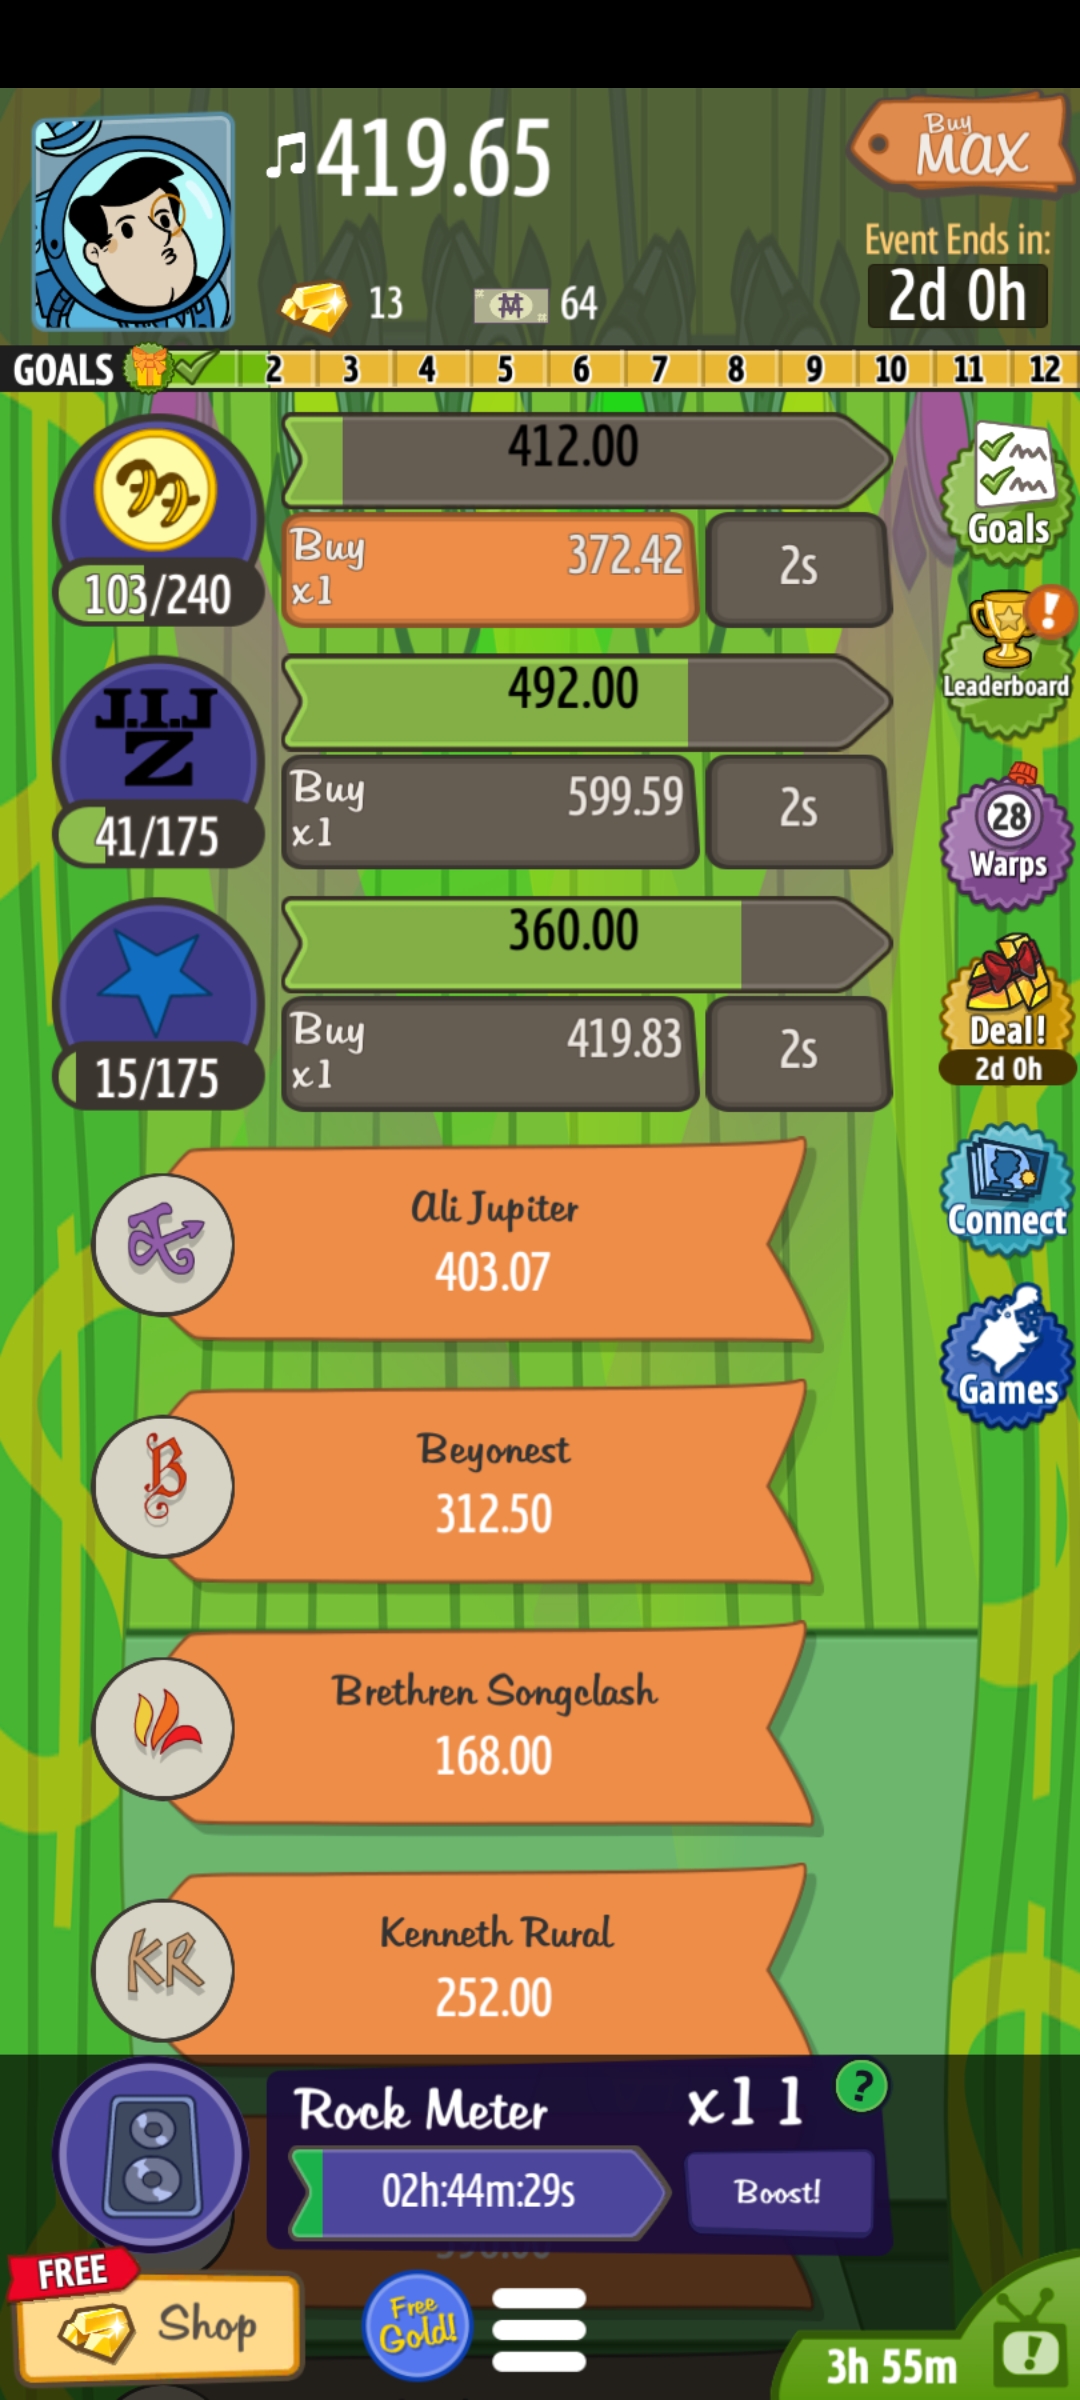 ♫419.65
Buy
MAX
Event Ends in:
2d 0h
13
64
GOALS 2 3 4 5 6 7 8 9 10 11 12
412.00
Buy
x1
372.42
2s
103/240
Goals
J.I.J
Z
492.00
Buy
x1
599.59
2s
41/175
Leaderboard
28
Warps
360.00
Buy
x1
419.83
2s
15/175
Deal!
2d 0h
Ali Jupiter
403.07
Connect
Beyonest
312.50
B
Games
Brethren Songclash
168.00
Kenneth Rural
KR
252.00
Rock Meter
x11
?
02h:44m:29s
Boost!
FREE
Shop
Free
Gold!
3h 55m